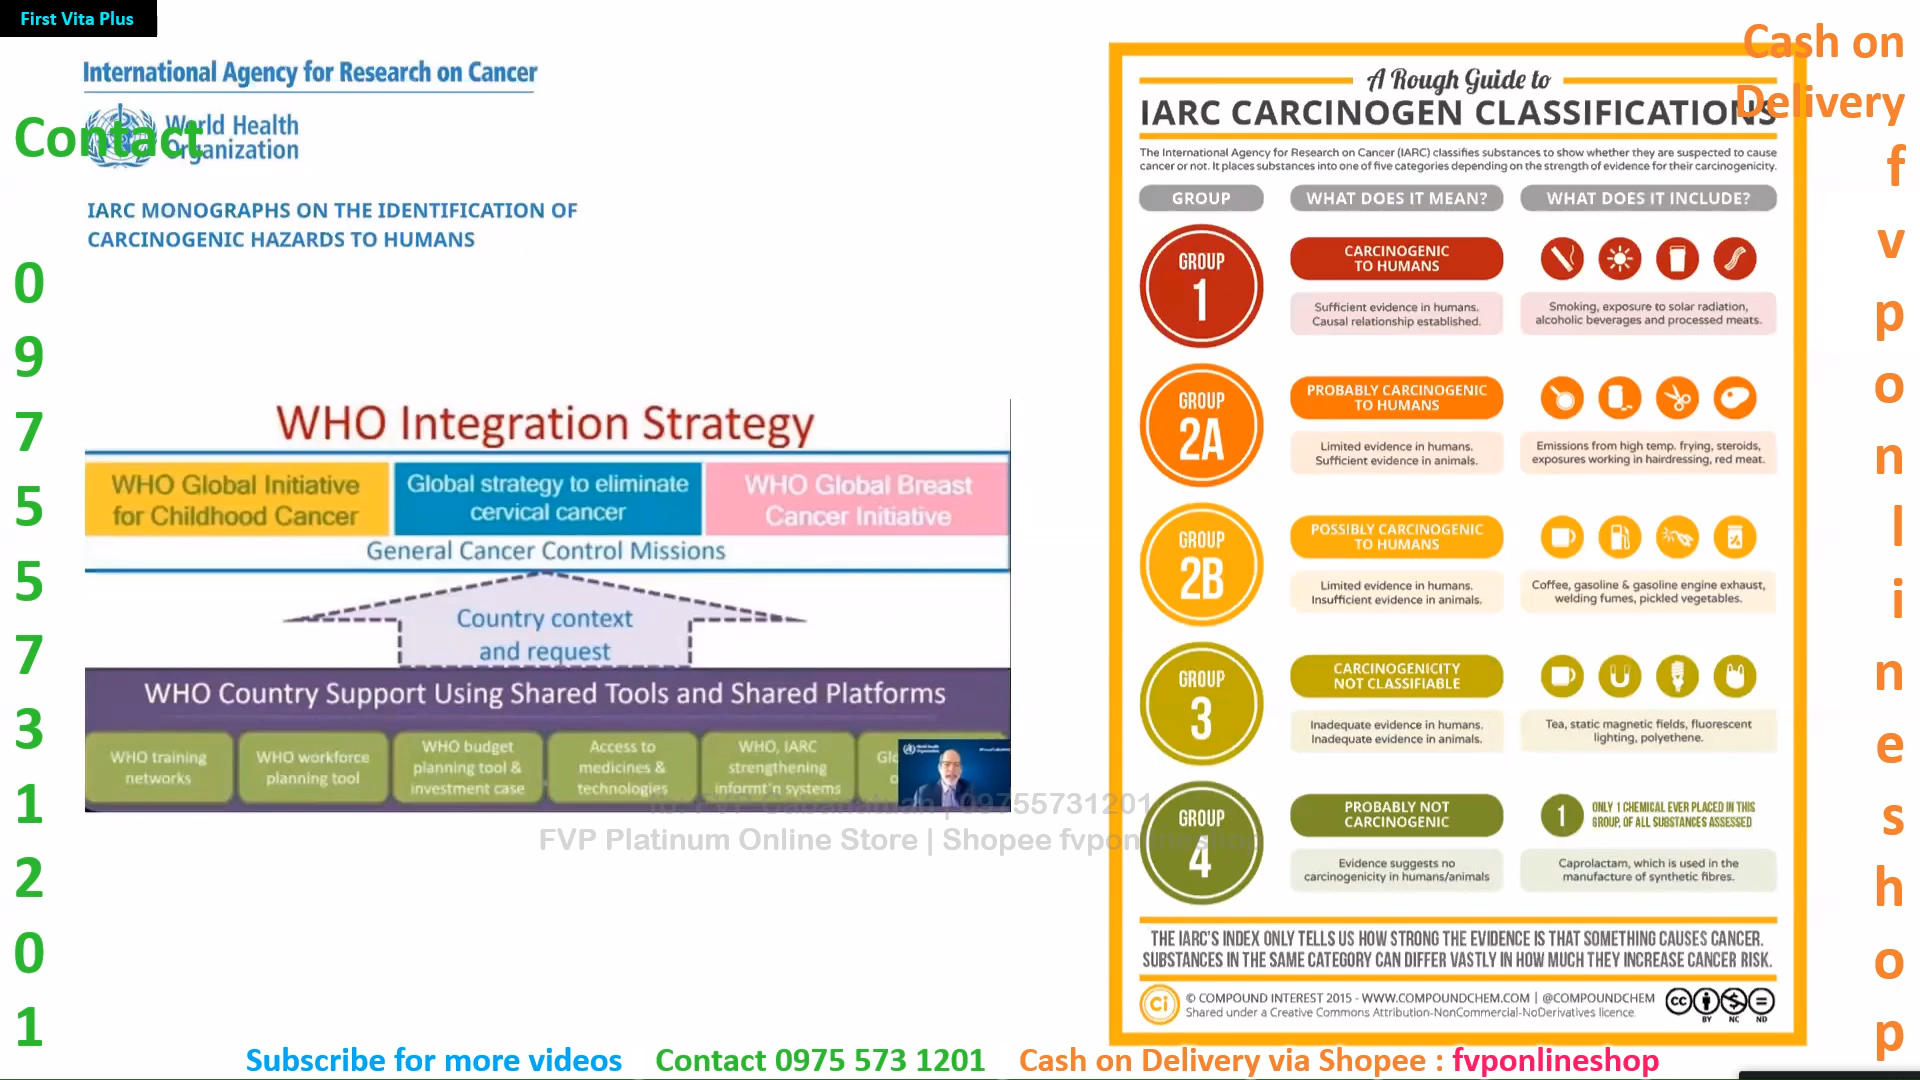 First Vita Plus
International Agency for Research on Cancer
World Health
Organization
Contact
IARC MONOGRAPHS ON THE IDENTIFICATION OF
CARCINOGENIC HAZARDS TO HUMANS
0
9
7
5
5
7
3
1
2
0
1
WHO Integration Strategy
WHO Global Initiative
for Childhood Cancer
Global strategy to eliminate
cervical cancer
WHO Global Breast
Cancer Initiative
General Cancer Control Missions
Country context
and request
WHO Country Support Using Shared Tools and Shared Platforms
WHO training
networks
WHO workforce
planning tool
WHO budget
planning tool &
investment case
Access to
medicines &
technologies
WHO, IARC
strengthening
informt'n systems
FVP Cabanatuan | 09755731201
FVP Platinum Online Store | Shopee fvponlineshop
A Rough Guide to
IARC CARCINOGEN CLASSIFICATIONS
The International Agency for Research on Cancer (IARC) classifies substances to show whether they are suspected to cause
cancer or not. It places substances into one of five categories depending on the strength of evidence for their carcinogenicity.
GROUP
WHAT DOES IT MEAN?
WHAT DOES IT INCLUDE?
GROUP
1
CARCINOGENIC
TO HUMANS
Sufficient evidence in humans.
Causal relationship established.
Smoking, exposure to solar radiation,
alcoholic beverages and processed meats.
GROUP
2A
PROBABLY CARCINOGENIC
TO HUMANS
Limited evidence in humans.
Sufficient evidence in animals.
Emissions from high temp. frying, steroids,
exposures working in hairdressing, red meat.
GROUP
2B
POSSIBLY CARCINOGENIC
TO HUMANS
Limited evidence in humans.
Insufficient evidence in animals.
Coffee, gasoline & gasoline engine exhaust,
welding fumes, pickled vegetables.
GROUP
3
CARCINOGENICITY
NOT CLASSIFIABLE
Inadequate evidence in humans.
Inadequate evidence in animals.
Tea, static magnetic fields, fluorescent
lighting, polyethene.
GROUP
4
PROBABLY NOT
CARCINOGENIC
Evidence suggests no
carcinogenicity in humans/animals
1
ONLY 1 CHEMICAL EVER PLACED IN THIS
GROUP, OF ALL SUBSTANCES ASSESSED
Caprolactam, which is used in the
manufacture of synthetic fibres.
THE IARC'S INDEX ONLY TELLS US HOW STRONG THE EVIDENCE IS THAT SOMETHING CAUSES CANCER.
SUBSTANCES IN THE SAME CATEGORY CAN DIFFER VASTLY IN HOW MUCH THEY INCREASE CANCER RISK.
Ci
© COMPOUND INTEREST 2015 - WWW.COMPOUNDCHEM.COM | @COMPOUNDCHEM
Shared under a Creative Commons Attribution-NonCommercial-NoDerivatives licence.
cc
BY NC ND
Cash on
Delivery
f
v
p
o
n
l
i
n
e
s
h
o
p
Subscribe for more videos Contact 0975 573 1201 Cash on Delivery via Shopee : fvponlineshop